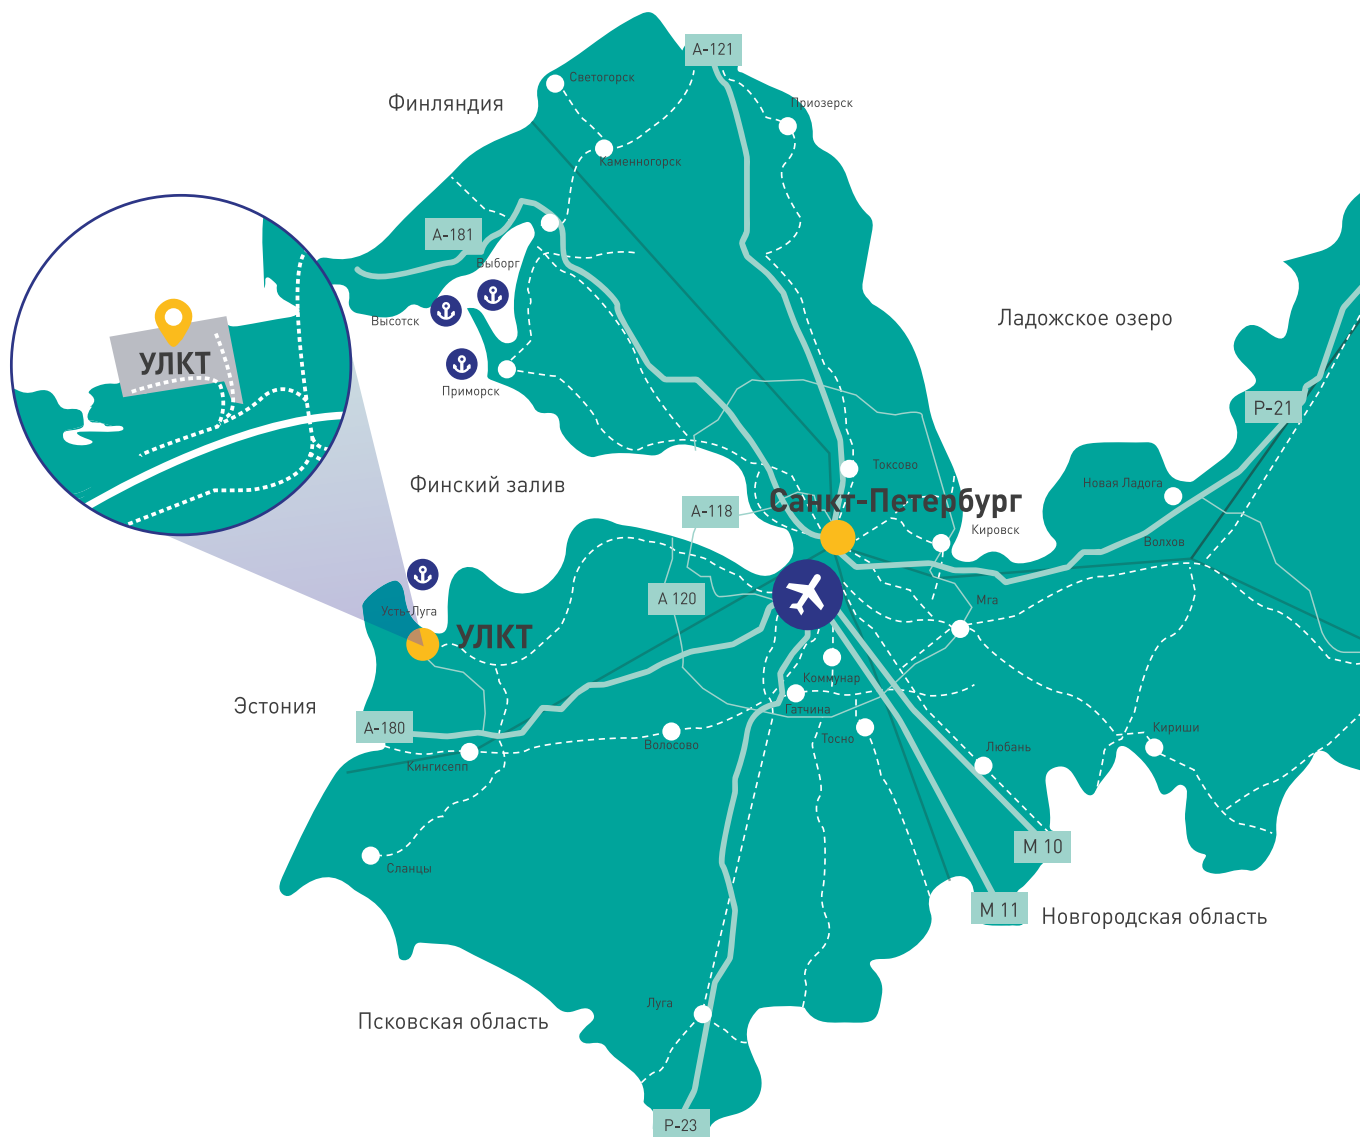 А-121
Светогорск
Финляндия
Приозерск
Каменногорск
А-181
Выборг
Высотск
Ладожское озеро
УЛКТ
Приморск
Р-21
Токсово
Финский залив
Новая Ладога
Санкт-Петербург
А-118
Кировск
Волхов
А 120
Мга
Усть-Луга
УЛКТ
Коммунар
Эстония
Гатчина
А-180
Волосово
Тосно
Любань
Кириши
Кингисепп
М 10
Сланцы
М 11
Новгородская область
Луга
Псковская область
Р-23